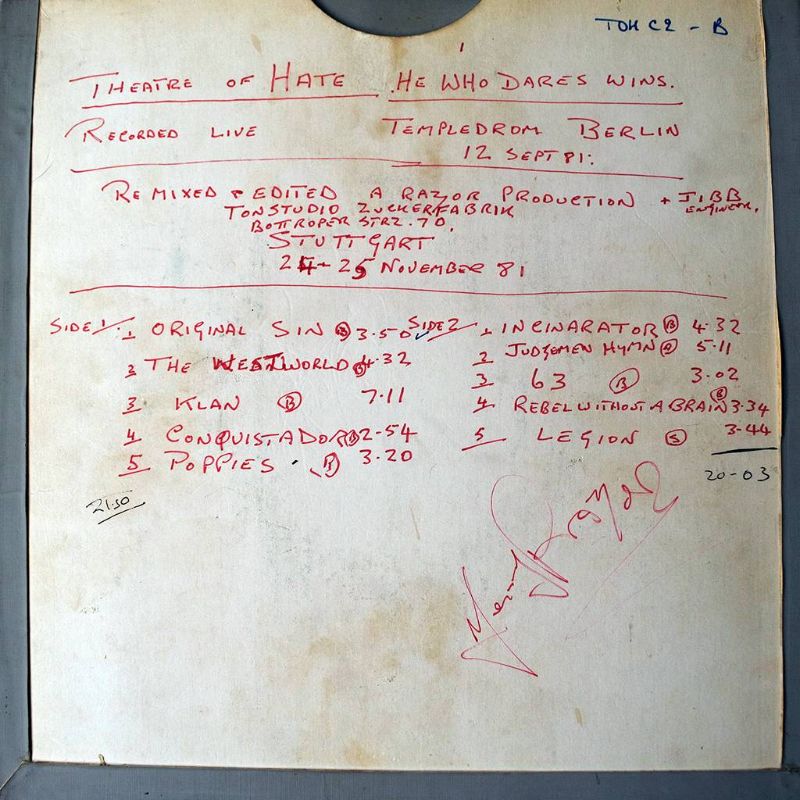 TOH C2 - B
THEATRE OF HATE HE WHO DARES WINS.
RECORDED LIVE TEMPLEDROM BERLIN
12 SEPT 81.
REMIXED + EDITED A RAZOR PRODUCTION + JIBB ENGINEER.
TONSTUDIO ZUCKERFABRIK
BOTTROPER STRZ. 70.
STUTTGART
24-25 NOVEMBER 81
SIDE 1. 1 ORIGINAL SIN B 3.50
2 THE WESTWORLD B 4.32
3 KLAN B 7.11
4 CONQUISTADOR B 2-54
5 POPPIES B 3.20
21.50
SIDE 2 1. INCINARATOR B 4.32
2 JUDGEMEN HYMN 5.11
3 63 B 3.02
4 REBEL WITHOUT A BRAIN B 3.34
5 LEGION S 3-44
20-03